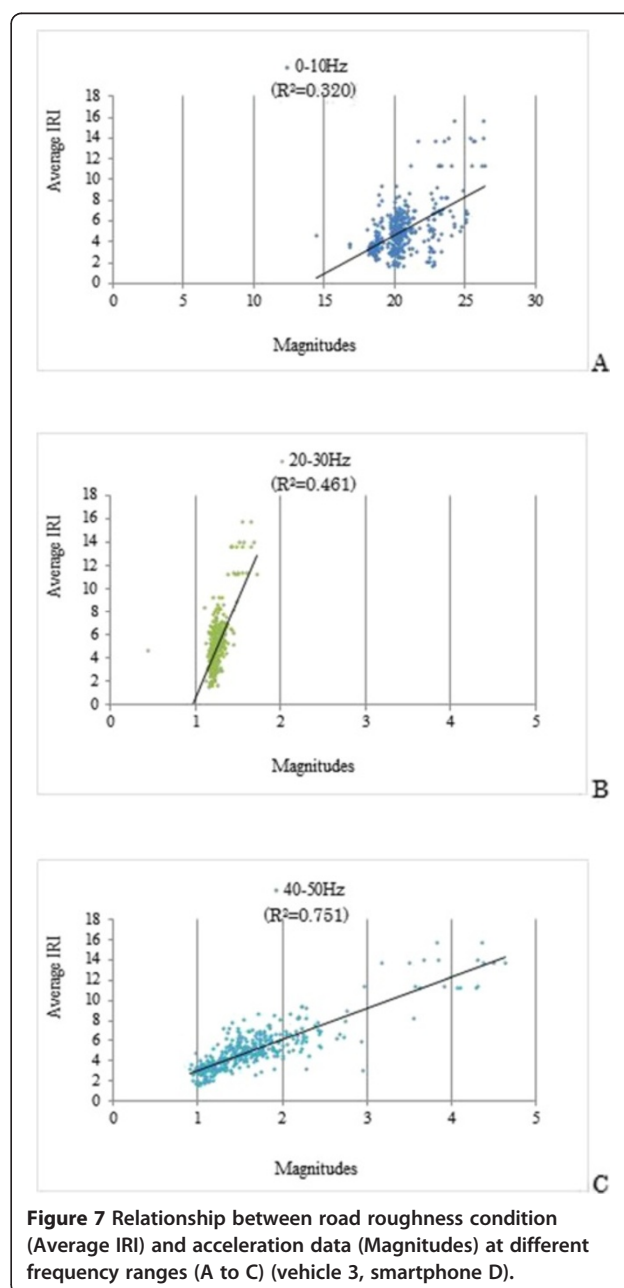 0-10Hz
(R²=0.320)
18
16
14
12
10
8
6
4
2
0
Average IRI
0 5 10 15 20 25 30
Magnitudes
A
20-30Hz
(R²=0.461)
18
16
14
12
10
8
6
4
2
0
Average IRI
0 1 2 3 4 5
Magnitudes
B
40-50Hz
(R²=0.751)
18
16
14
12
10
8
6
4
2
0
Average IRI
0 1 2 3 4 5
Magnitudes
C
Figure 7 Relationship between road roughness condition
(Average IRI) and acceleration data (Magnitudes) at different
frequency ranges (A to C) (vehicle 3, smartphone D).